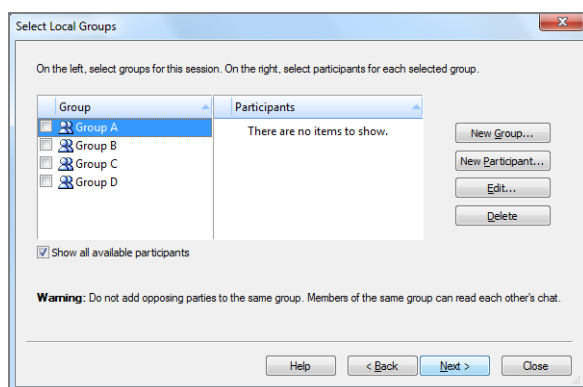 Select Local Groups
On the left, select groups for this session. On the right, select participants for each selected group.
Group Participants
Group A There are no items to show.
Group B
Group C
Group D
New Group...
New Participant...
Edit...
Delete
Show all available participants
Warning: Do not add opposing parties to the same group. Members of the same group can read each other's chat.
Help < Back Next > Close